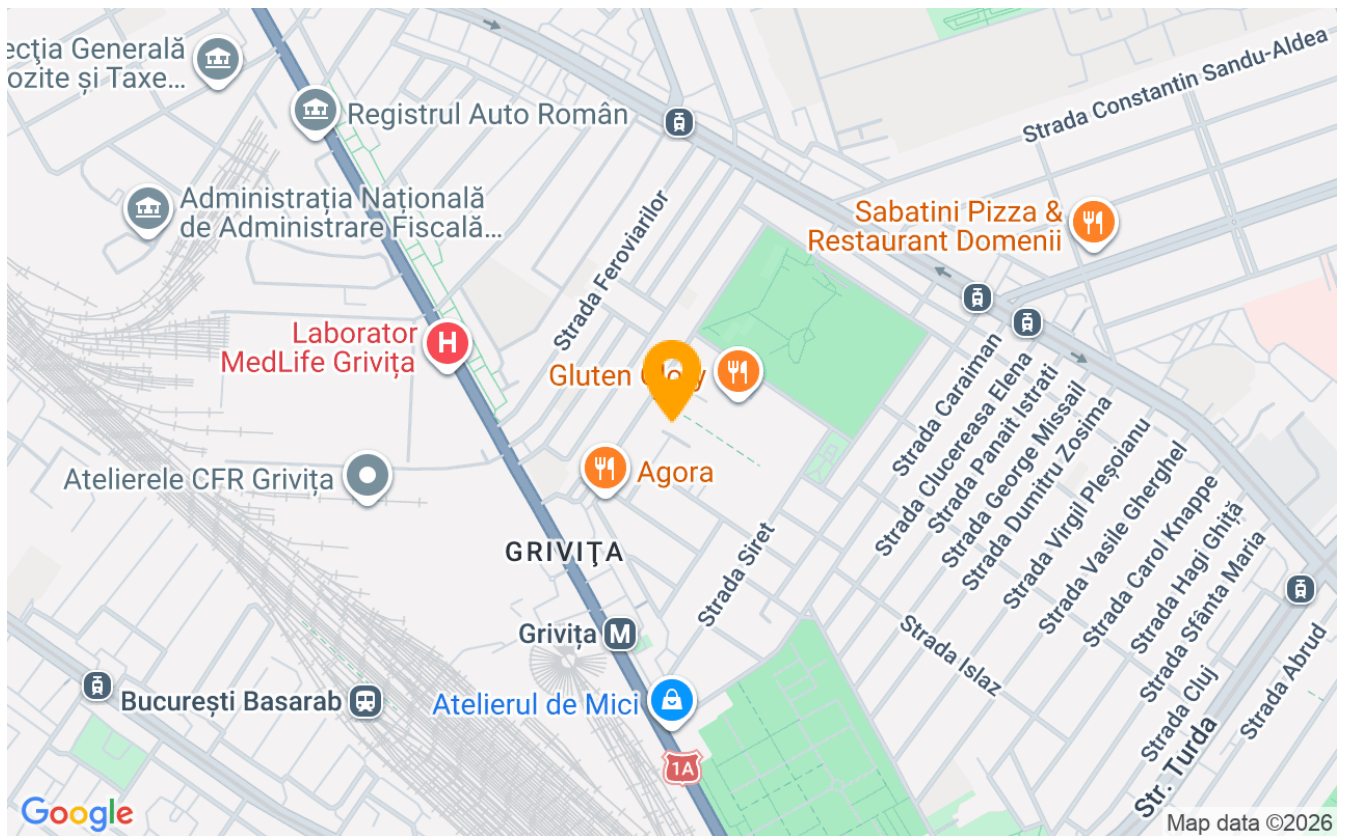 ecția Generală
ozite și Taxe...
Registrul Auto Român
Strada Constantin Sandu-Aldea
Administrația Națională
de Administrare Fiscală...
Strada Feroviarilor
Sabatini Pizza &
Restaurant Domenii
Laborator
MedLife Grivița
H
Gluten
Strada Caraiman
Strada Clucereasa Elena
Strada Panait Istrati
Strada George Missail
Strada Dumitru Zosima
Strada Virgil Pleșoianu
Strada Vasile Gherghel
Strada Carol Knappe
Strada Hagi Ghiță
Strada Sfânta Maria
Strada Cluj
Strada Abrud
Atelierele CFR Grivița
Agora
GRIVIȚA
Strada Siret
Grivița M
Strada Islaz
București Basarab
Atelierul de Mici
1A
Str. Turda
Google
Map data ©2026